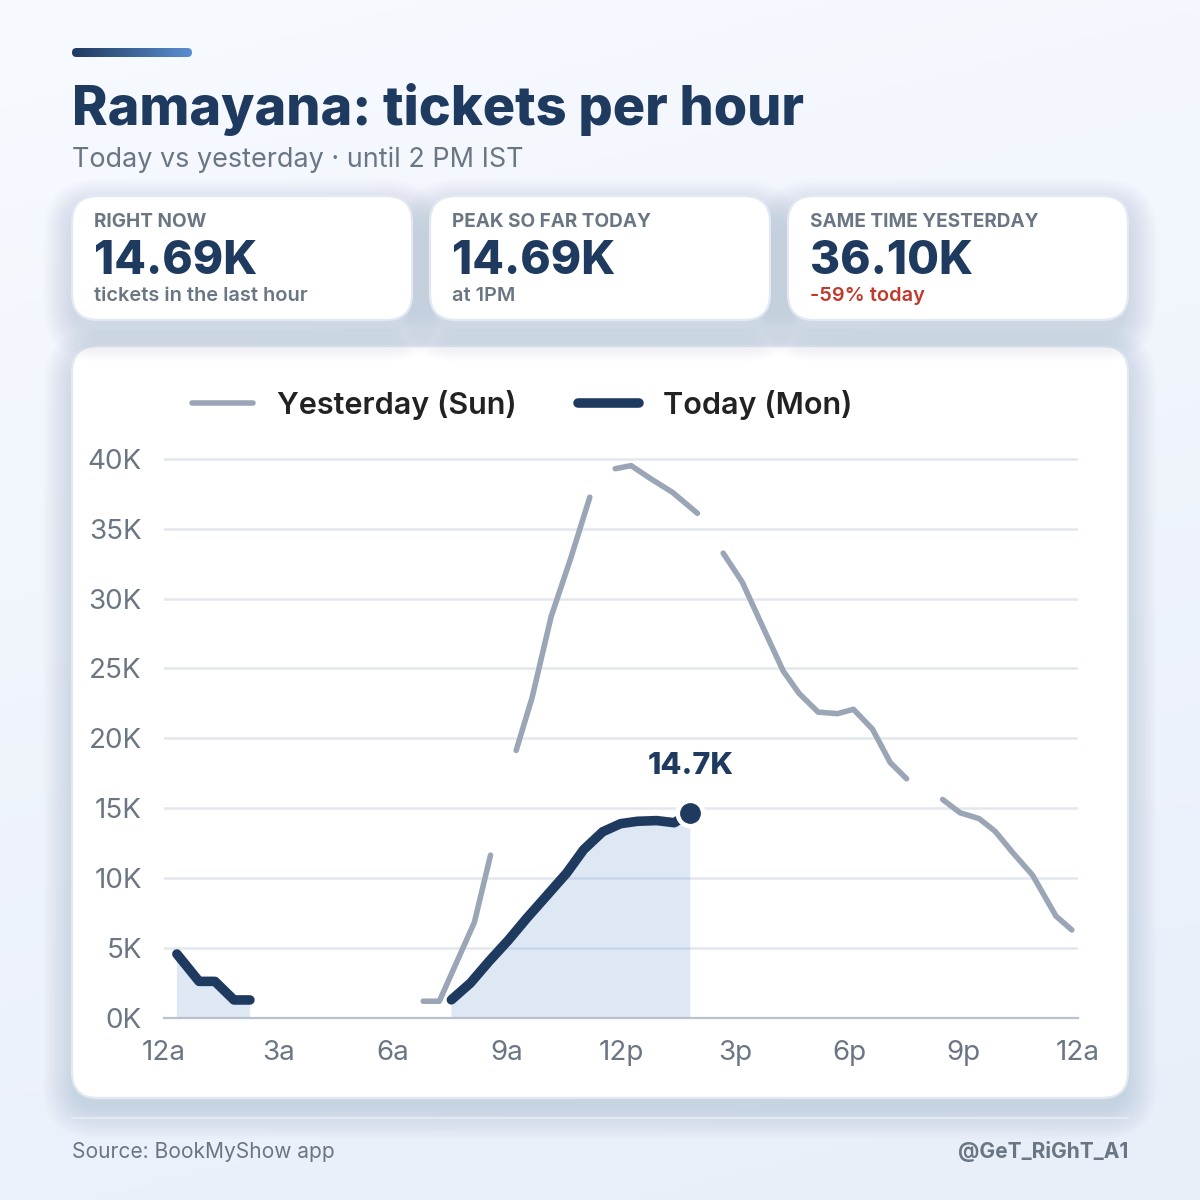 Ramayana: tickets per hour
Today vs yesterday · until 2 PM IST
RIGHT NOW
14.69K
tickets in the last hour
PEAK SO FAR TODAY
14.69K
at 1PM
SAME TIME YESTERDAY
36.10K
-59% today
Yesterday (Sun)
Today (Mon)
40K
35K
30K
25K
20K
15K
10K
5K
0K
14.7K
12a 3a 6a 9a 12p 3p 6p 9p 12a
Source: BookMyShow app
@GeT_RiGhT_A1